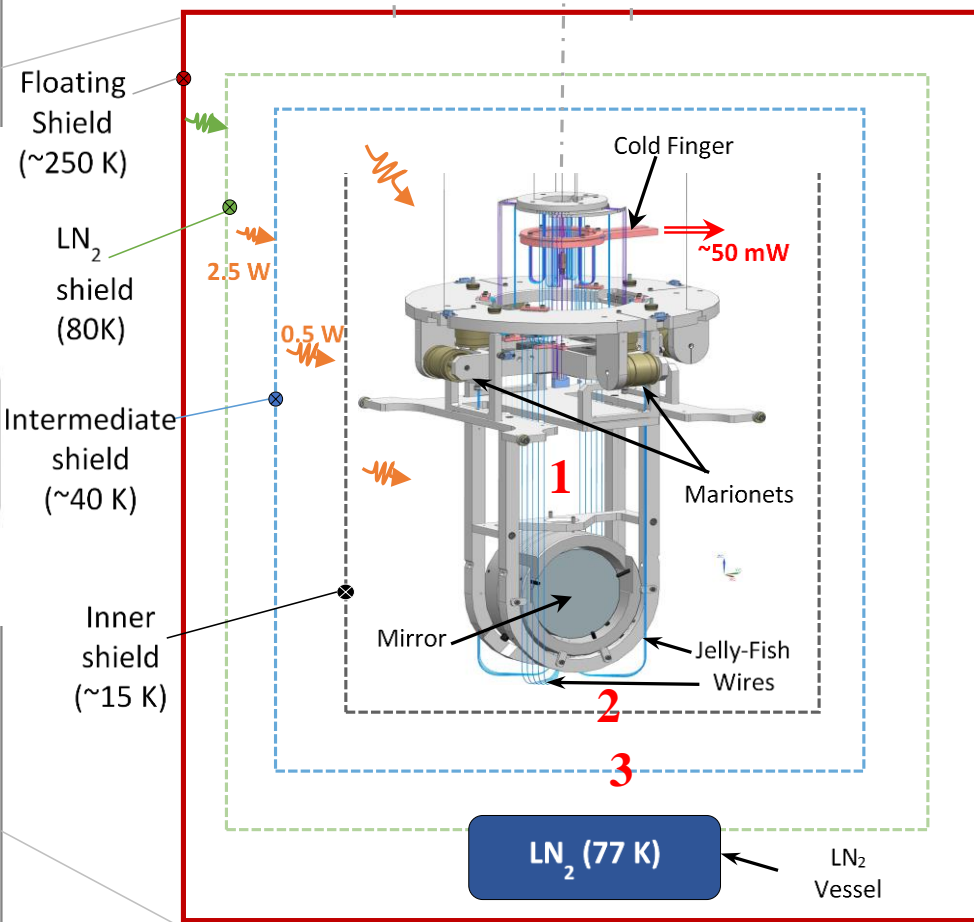 Floating
Shield
(~250 K)
LN2
shield
(80K)
Intermediate
shield
(~40 K)
Inner
shield
(~15 K)
2.5 W
0.5 W
Cold Finger
~50 mW
Marionets
1
Mirror
Jelly-Fish
Wires
2
3
LN2 (77 K)
LN2
Vessel